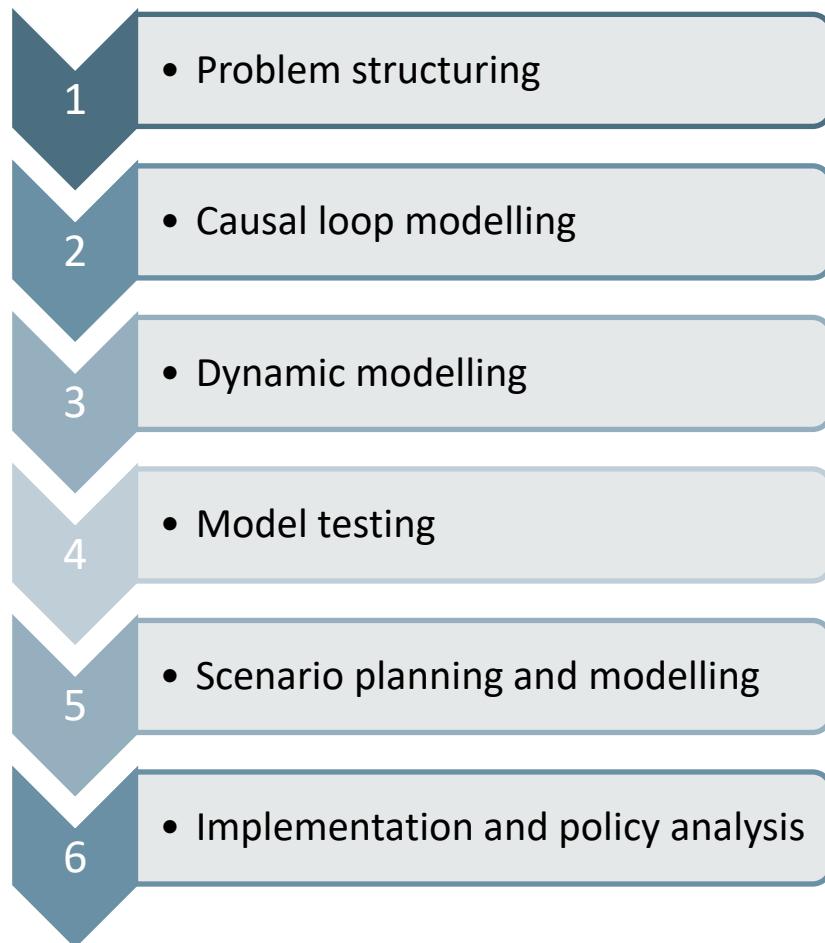 1
• Problem structuring
2
• Causal loop modelling
3
• Dynamic modelling
4
• Model testing
5
• Scenario planning and modelling
6
• Implementation and policy analysis